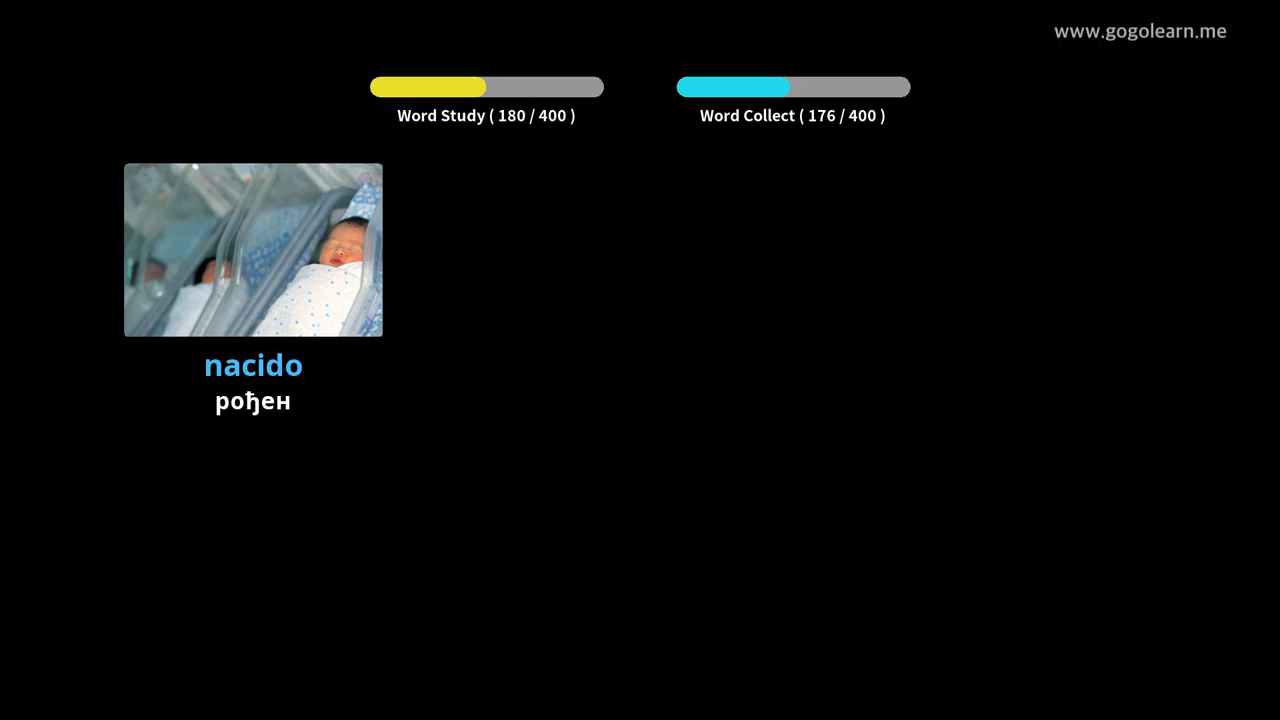 www.gogolearn.me
Word Study ( 180 / 400 )
Word Collect ( 176 / 400 )
nacido
рођен